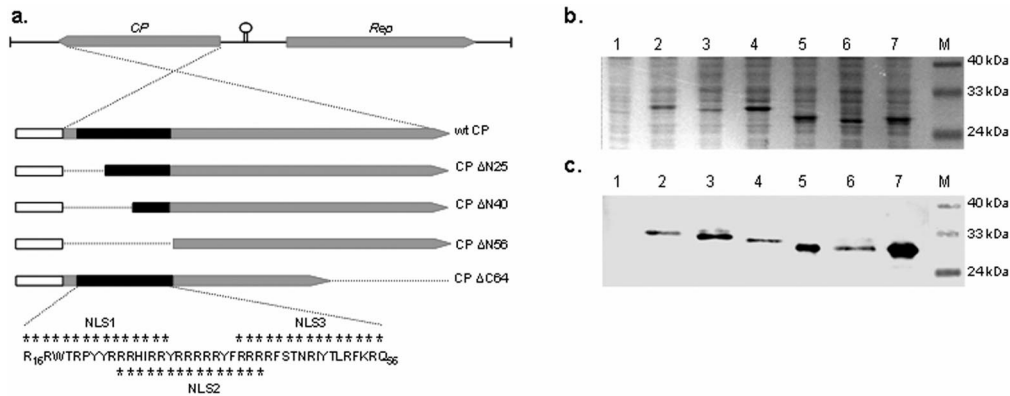 a.
CP
Rep
wt CP
CP ΔN25
CP ΔN40
CP ΔN56
CP ΔC64
NLS1
NLS3
* * * * * * * * * * * * * *
* * * * * * * * * * * * * *
R16RWTRPYYRRRHIRRYRRRRRYFRRRRFSTNRIYTLRFKRQ56
* * * * * * * * * * * * * *
NLS2
b.
1 2 3 4 5 6 7 M
40 kDa
33 kDa
24 kDa
c.
1 2 3 4 5 6 7 M
40 kDa
33 kDa
24 kDa